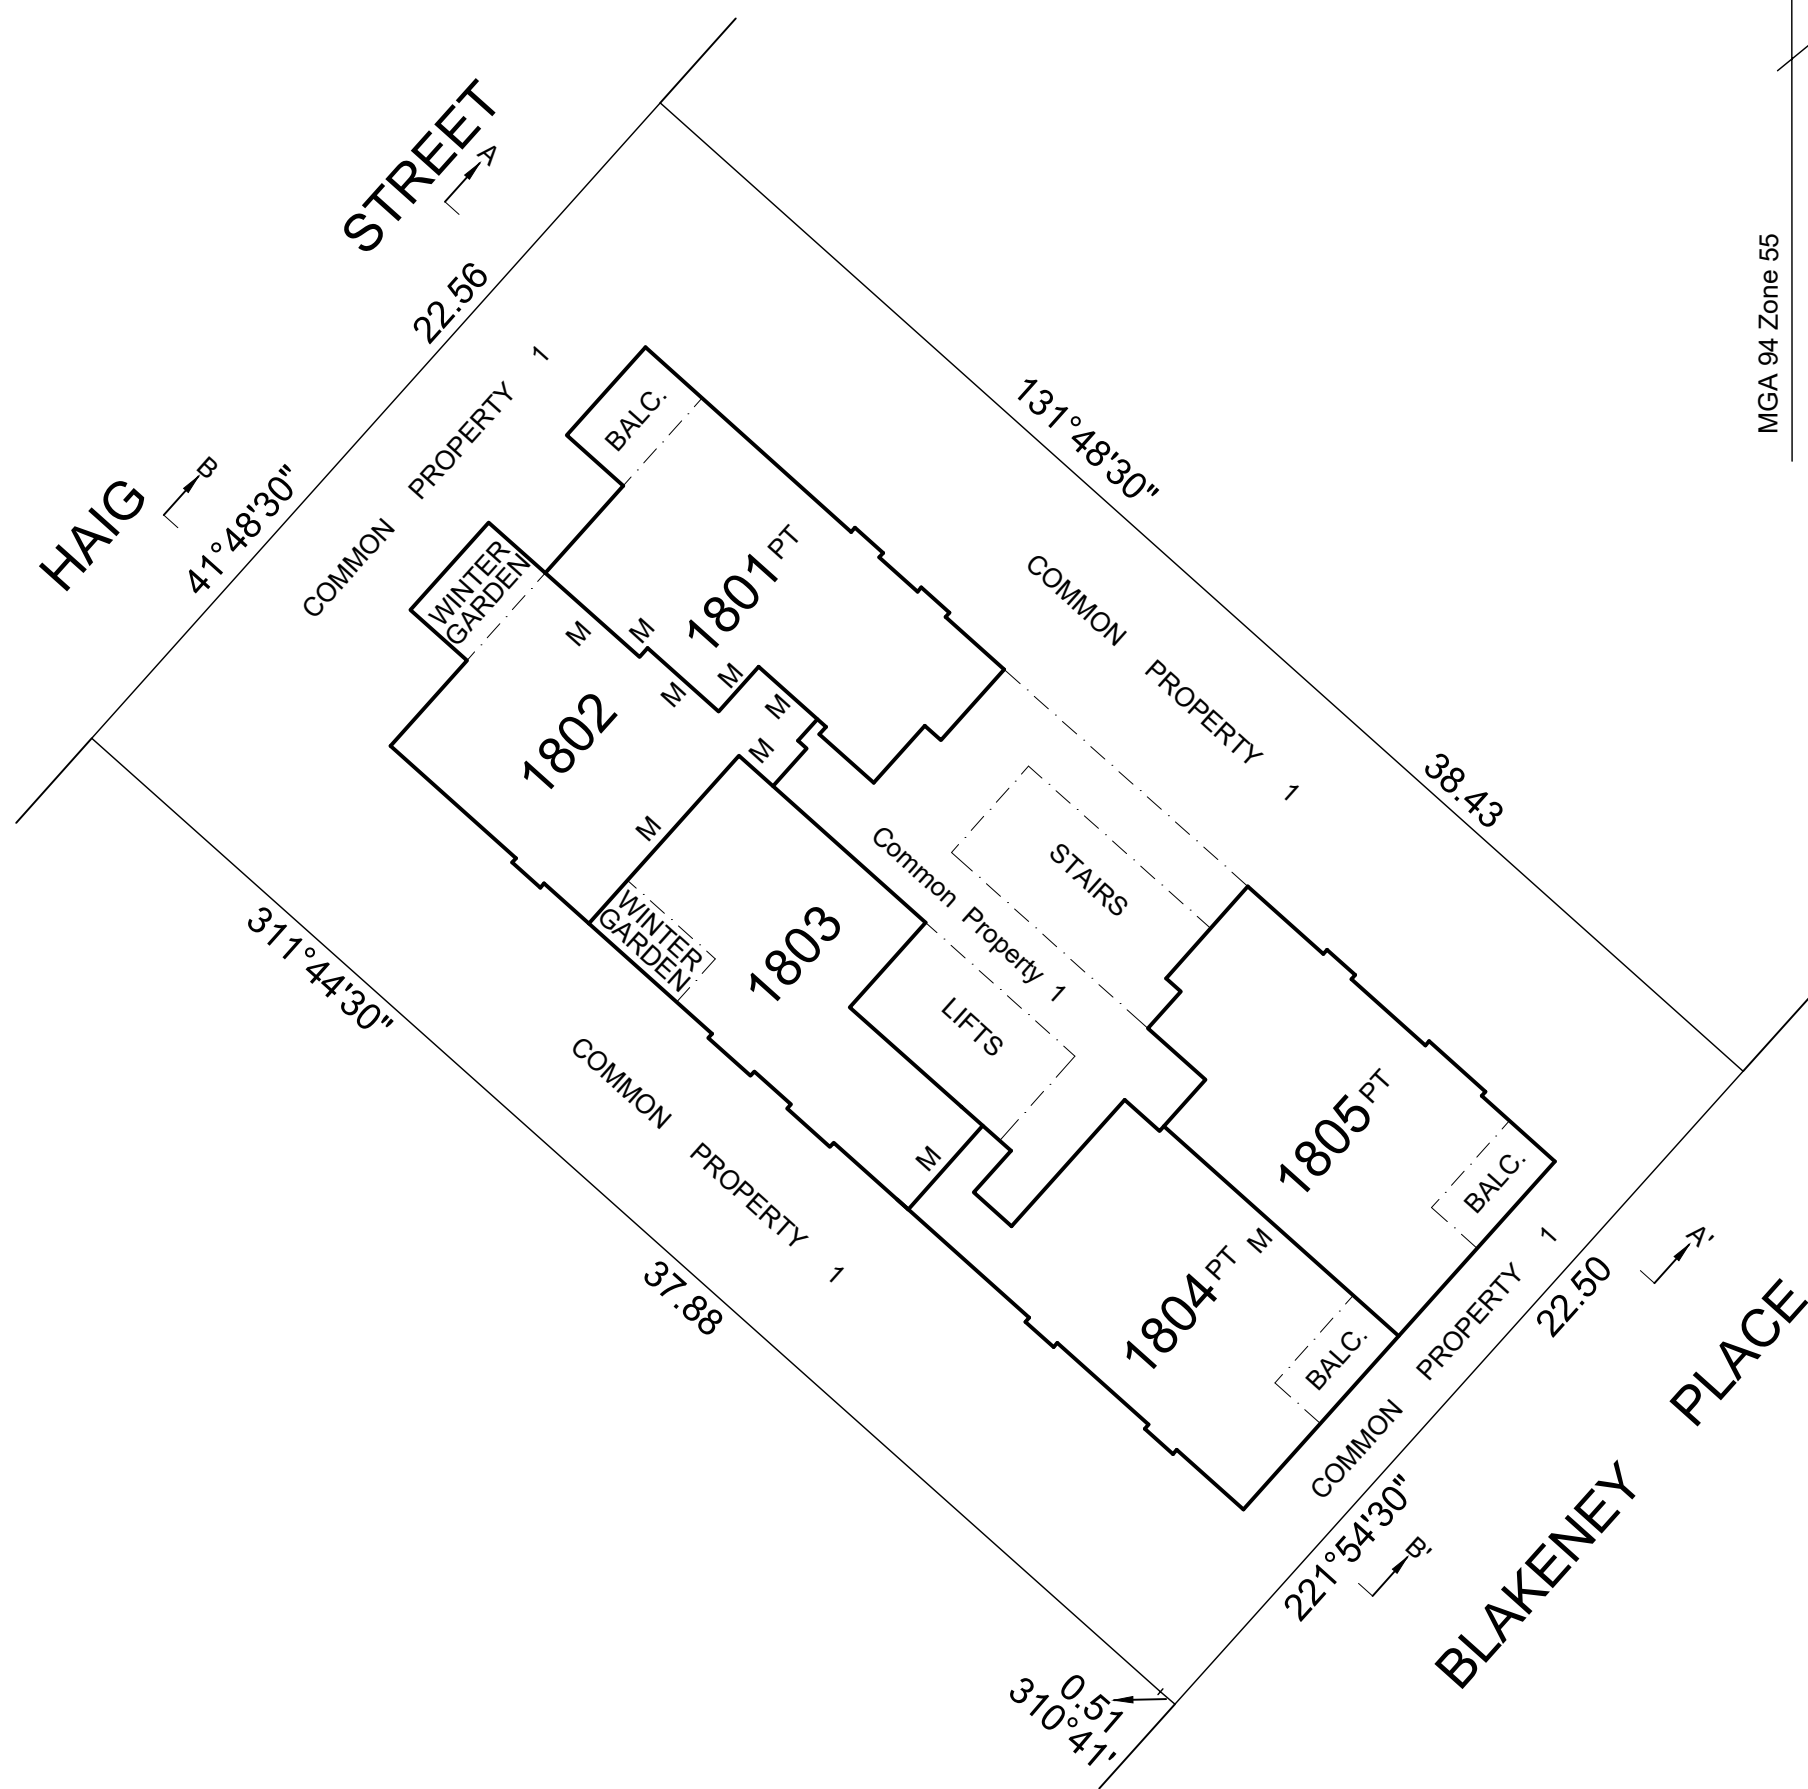 HAIG STREET
A
B
22.56
41°48'30"
MGA 94 Zone 55
COMMON PROPERTY 1
BALC.
131°48'30"
38.43
WINTER
GARDEN
1801 PT
M
M
M
M
M
M
M
1802
COMMON PROPERTY 1
Common Property 1
STAIRS
LIFTS
WINTER
GARDEN
1803
M
311°44'30"
37.88
COMMON PROPERTY 1
1805 PT
BALC.
M
1804 PT
BALC.
COMMON PROPERTY 1
22.50
221°54'30"
A'
B'
BLAKENEY PLACE
0.51
310°41'